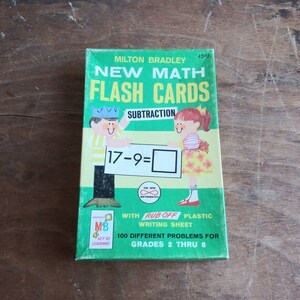 MILTON BRADLEY
NEW MATH
FLASH CARDS
SUBTRACTION
17-9=
WITH RUB OFF PLASTIC
WRITING SHEET
100 DIFFERENT PROBLEMS FOR
GRADES 2 THRU 6
MB